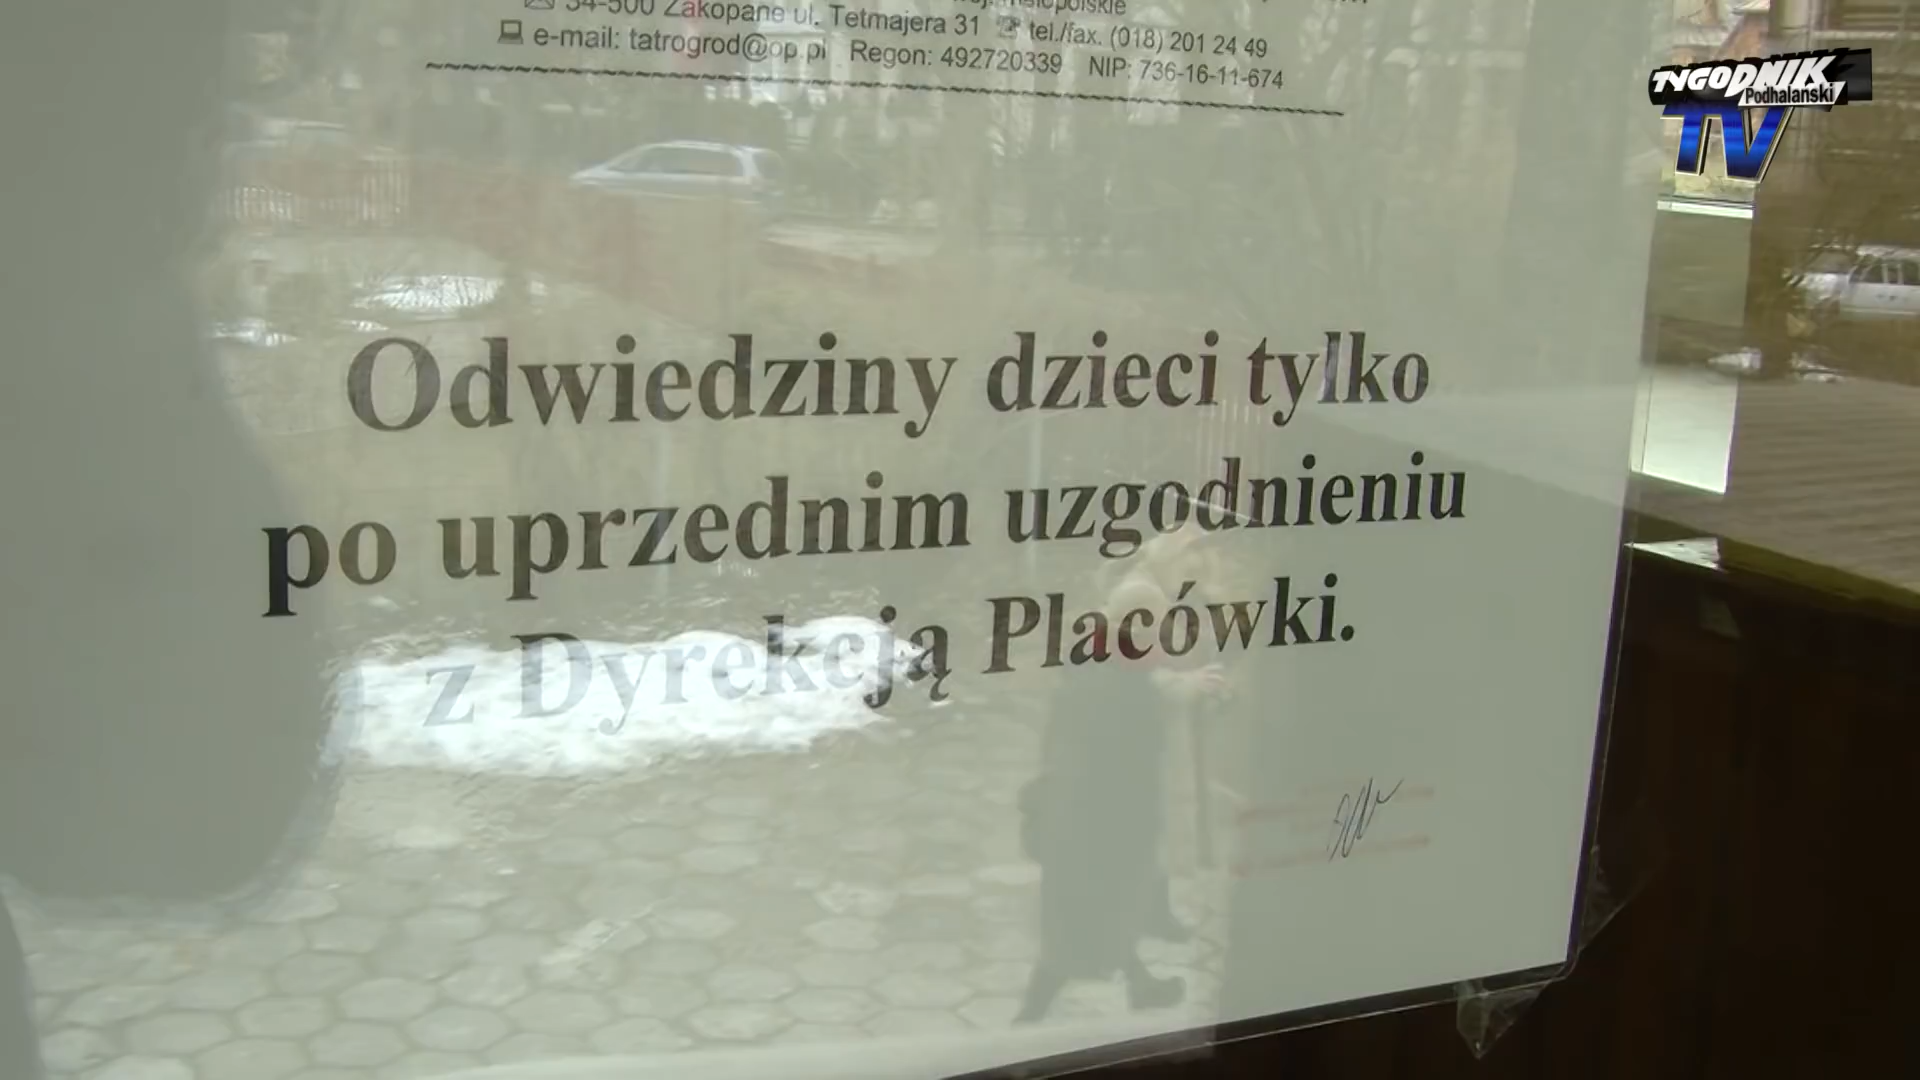 34-500 Zakopane ul. Tetmajera 31 tel./fax. (018) 201 24 49
e-mail: tatrogrod@op.pl Regon: 492720339 NIP: 736-16-11-674
Odwiedziny dzieci tylko
po uprzednim uzgodnieniu
z Dyrekcją Placówki.
TYGODNIK
Podhalański
TV